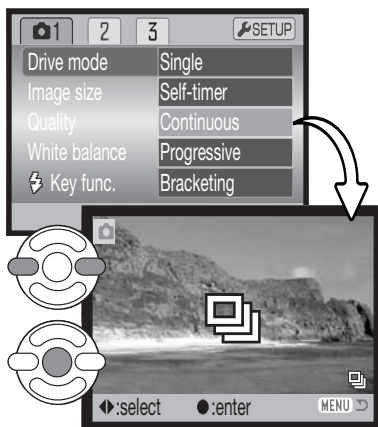 1 2 3 SETUP
Drive mode Single
Image size Self-timer
Quality Continuous
White balance Progressive
Key func. Bracketing
:select :enter MENU